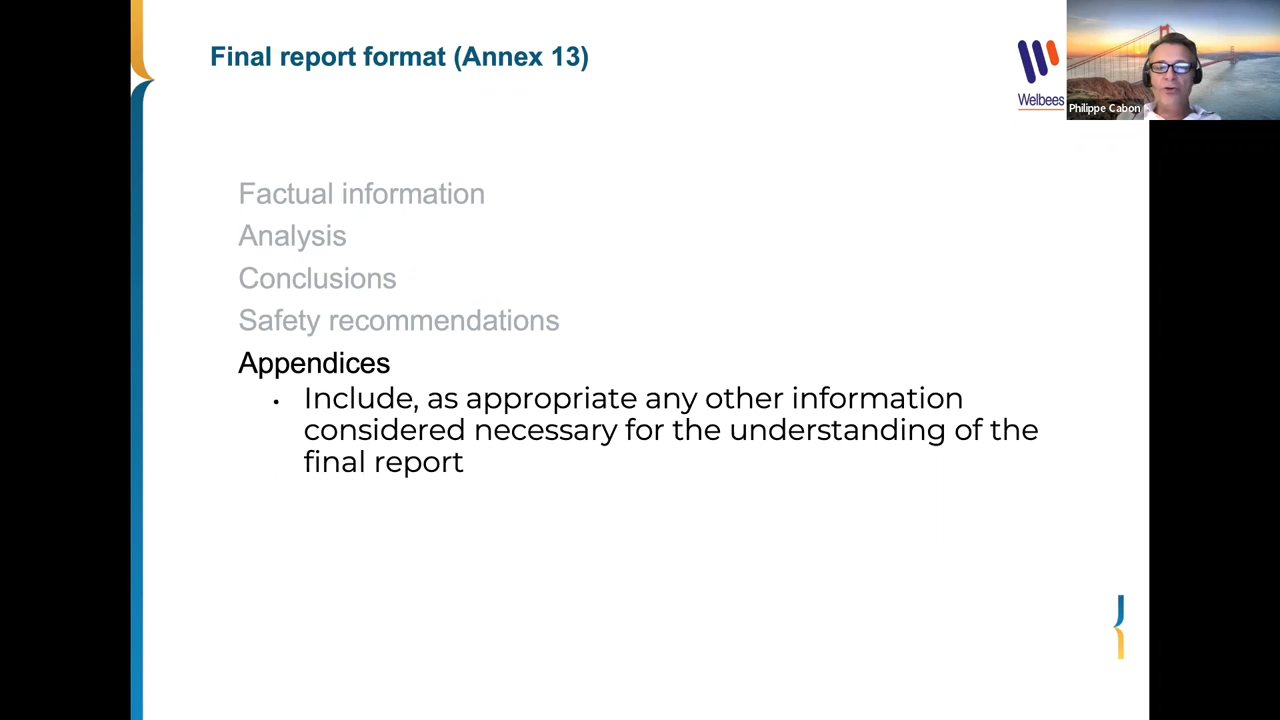 Final report format (Annex 13)
Welbees
Philippe Cabon
Factual information
Analysis
Conclusions
Safety recommendations
Appendices
• Include, as appropriate any other information
considered necessary for the understanding of the
final report